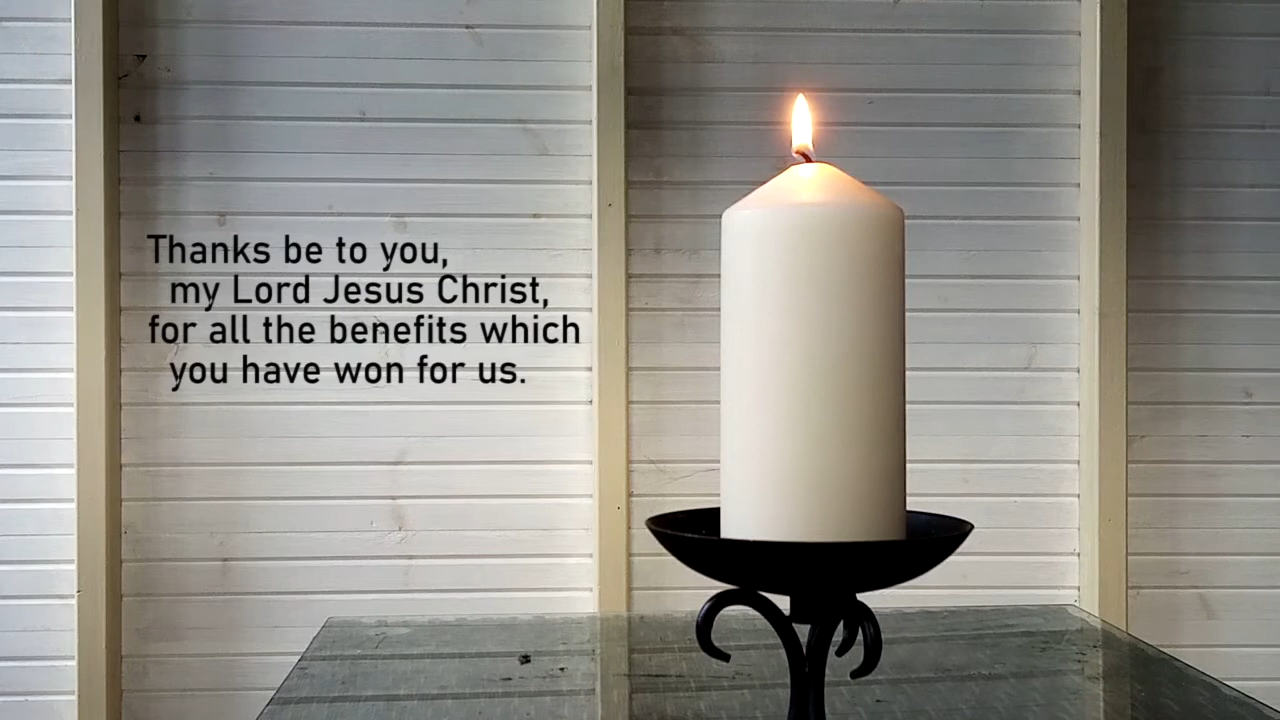 Thanks be to you,
my Lord Jesus Christ,
for all the benefits which
you have won for us.